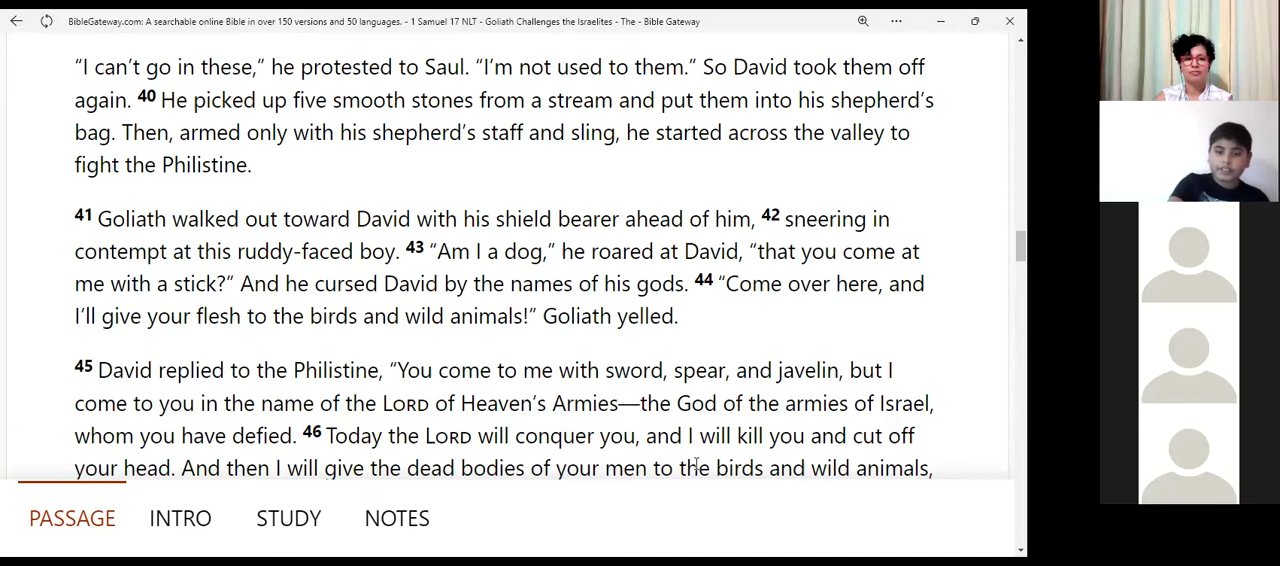 BibleGateway.com: A searchable online Bible in over 150 versions and 50 languages. - 1 Samuel 17 NLT - Goliath Challenges the Israelites - The - Bible Gateway
“I can’t go in these,” he protested to Saul. “I’m not used to them.” So David took them off
again. 40 He picked up five smooth stones from a stream and put them into his shepherd’s
bag. Then, armed only with his shepherd’s staff and sling, he started across the valley to
fight the Philistine.
41 Goliath walked out toward David with his shield bearer ahead of him, 42 sneering in
contempt at this ruddy-faced boy. 43 “Am I a dog,” he roared at David, “that you come at
me with a stick?” And he cursed David by the names of his gods. 44 “Come over here, and
I’ll give your flesh to the birds and wild animals!” Goliath yelled.
45 David replied to the Philistine, “You come to me with sword, spear, and javelin, but I
come to you in the name of the LORD of Heaven’s Armies—the God of the armies of Israel,
whom you have defied. 46 Today the LORD will conquer you, and I will kill you and cut off
your head. And then I will give the dead bodies of your men to the birds and wild animals,
PASSAGE INTRO STUDY NOTES